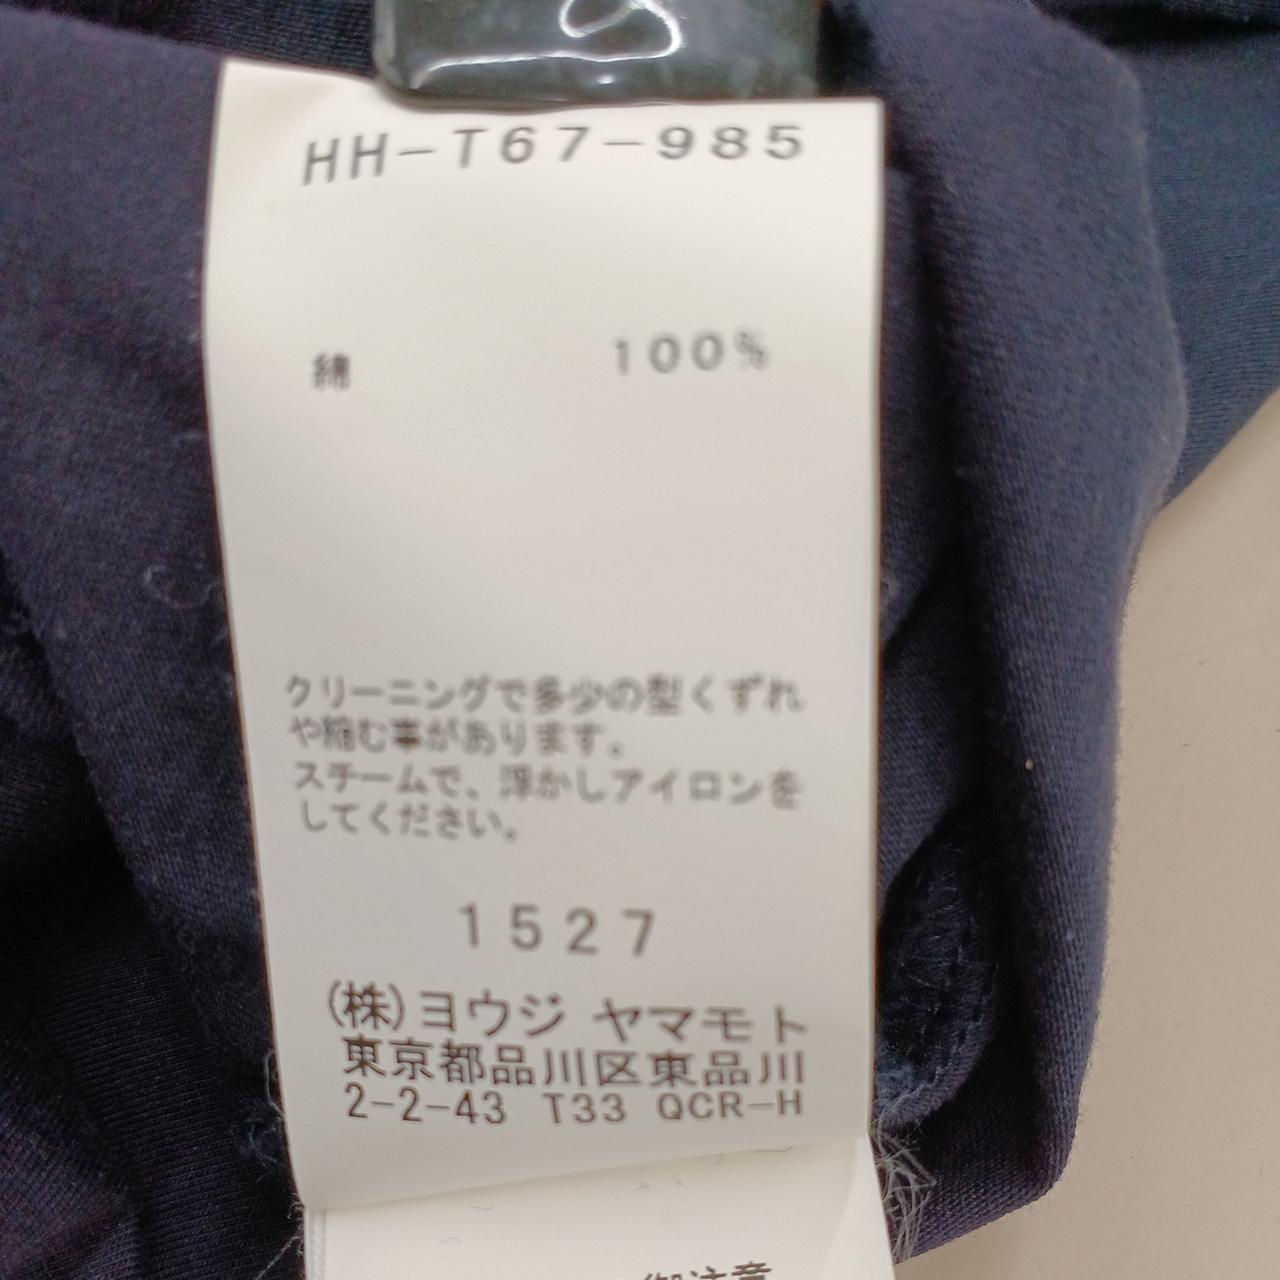 HH-T67-985
綿 100%
クリーニングで多少の型くずれ
や縮む事があります。
スチームで、浮かしアイロンを
してください。
1527
(株)ヨウジ ヤマモト
東京都品川区東品川
2-2-43 T33 QCR-H
御注意